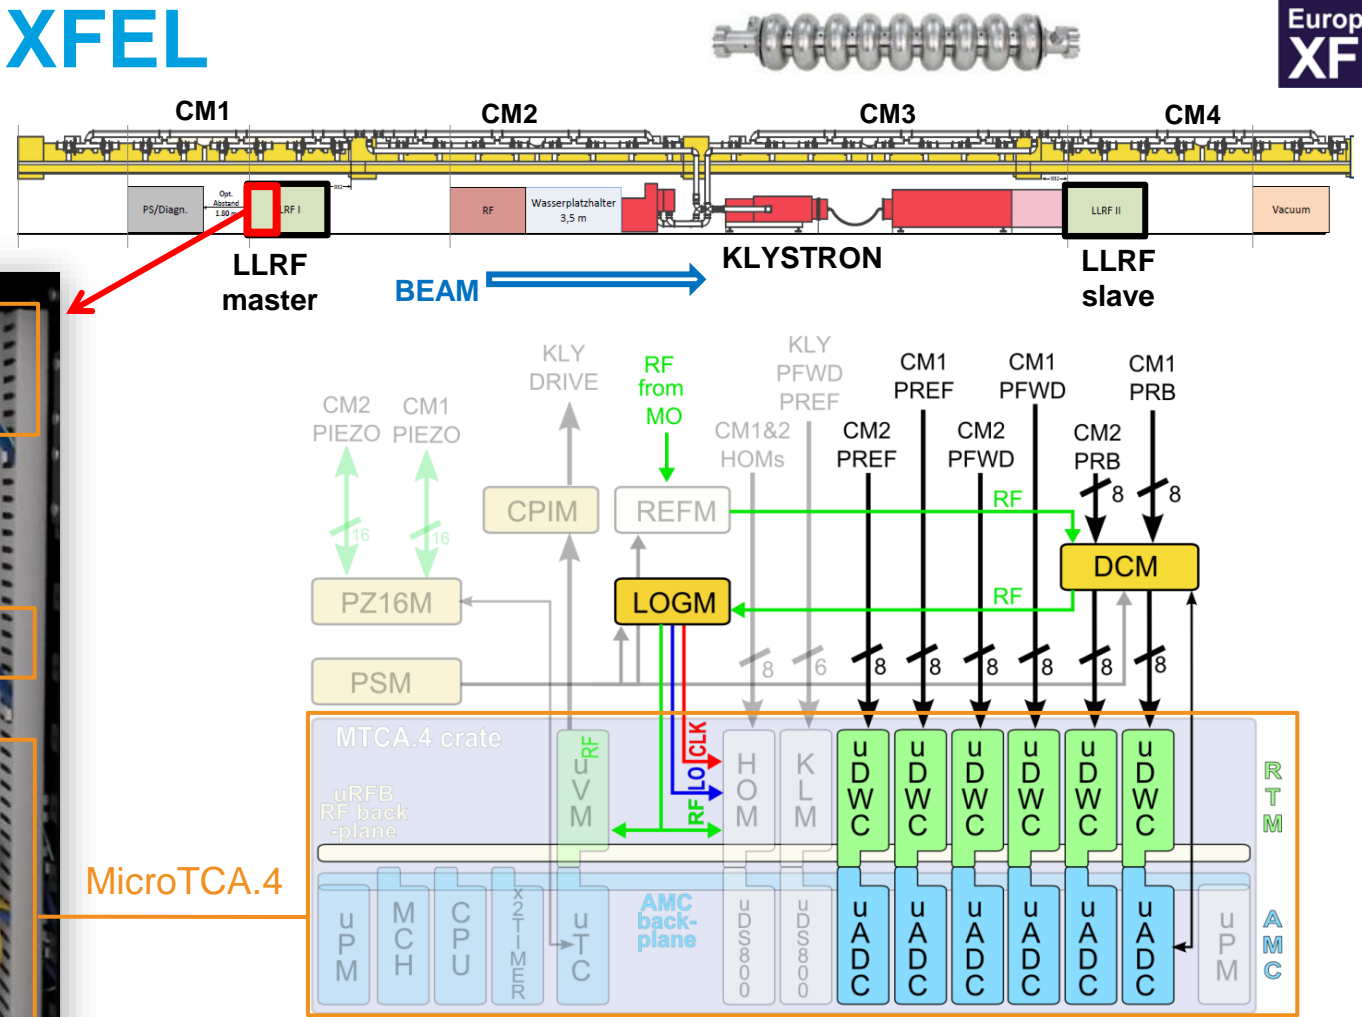 XFEL
Europ
XF
CM1
CM2
CM3
CM4
PS/Diagn.
Opt.
Abstand
1.80 m
LRF I
932
RF
Wasserplatzhalter
3,5 m
932
LLRF II
Vacuum
LLRF
master
BEAM
KLYSTRON
LLRF
slave
KLY
DRIVE
RF
from
MO
KLY
PFWD
PREF
CM1
PREF
CM1
PFWD
CM1
PRB
CM2
PIEZO
CM1
PIEZO
CM1&2
HOMs
CM2
PREF
CM2
PFWD
CM2
PRB
16
16
CPIM
REFM
RF
8
8
DCM
PZ16M
LOGM
RF
PSM
8
6
8
8
8
8
8
8
MTCA.4 crate
uRFB
RF back
-plane
RF
uVM
RF
LO
CLK
HOM
KLM
uDWC
uDWC
uDWC
uDWC
uDWC
uDWC
RTM
MicroTCA.4
uPM
MCH
CPU
x2TIMER
uTC
AMC
back-
plane
uDS800
uDS800
uADC
uADC
uADC
uADC
uADC
uADC
uPM
AMC